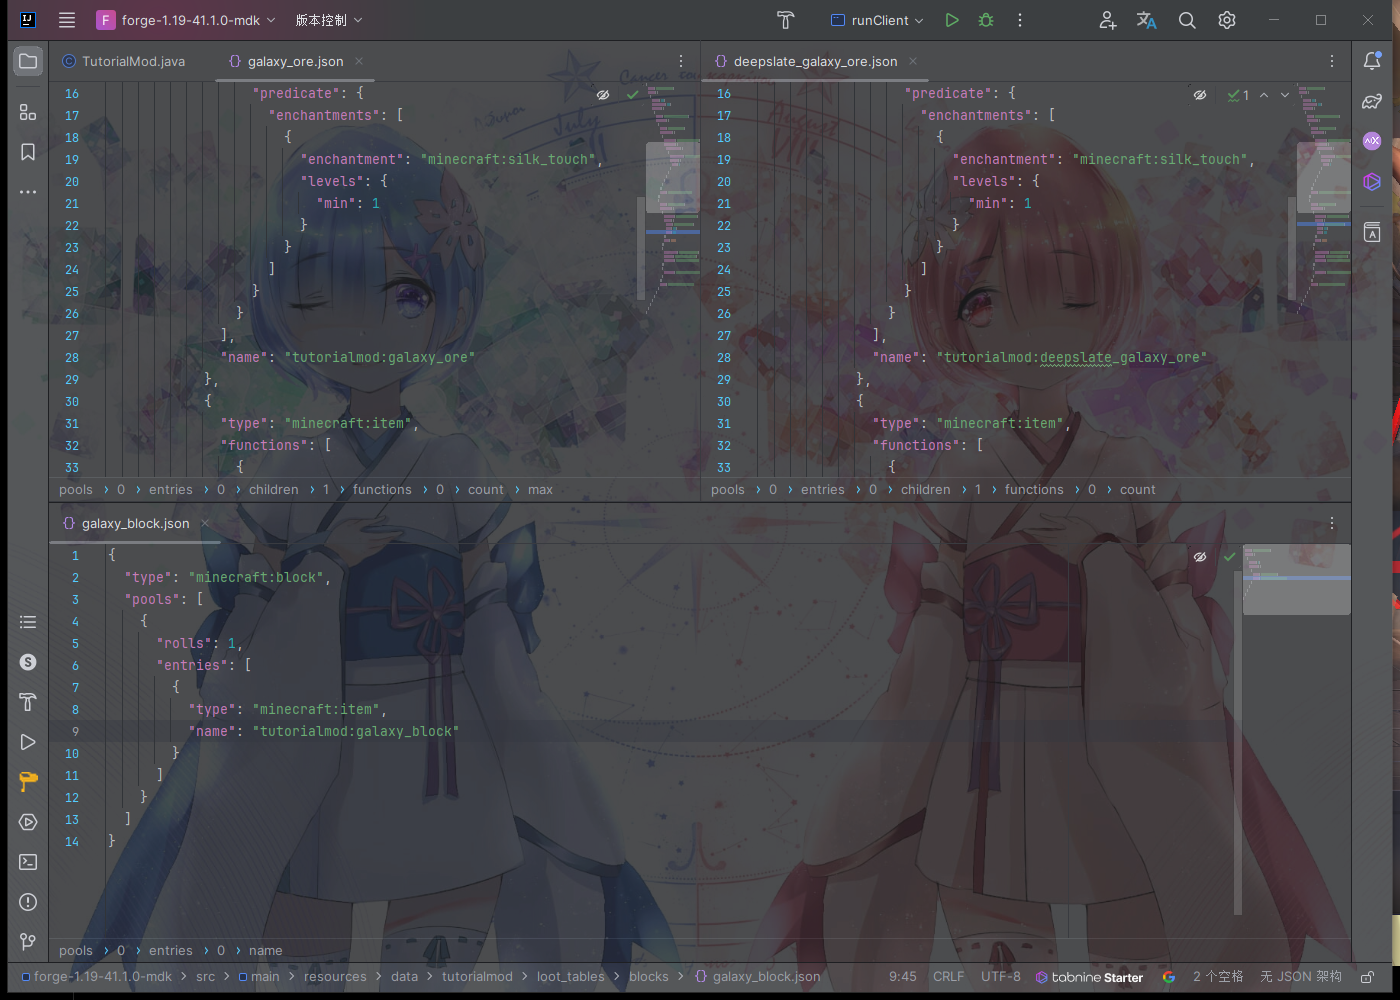 forge-1.19-41.1.0-mdk 版本控制 runClient
TutorialMod.java galaxy_ore.json
16 "predicate": {
17 "enchantments": [
18 {
19 "enchantment": "minecraft:silk_touch",
20 "levels": {
21 "min": 1
22 }
23 }
24 ]
25 }
26 }
27 ],
28 "name": "tutorialmod:galaxy_ore"
29 },
30 {
31 "type": "minecraft:item",
32 "functions": [
33 {
pools › 0 › entries › 0 › children › 1 › functions › 0 › count › max
deepslate_galaxy_ore.json
1
16 "predicate": {
17 "enchantments": [
18 {
19 "enchantment": "minecraft:silk_touch",
20 "levels": {
21 "min": 1
22 }
23 }
24 ]
25 }
26 }
27 ],
28 "name": "tutorialmod:deepslate_galaxy_ore"
29 },
30 {
31 "type": "minecraft:item",
32 "functions": [
33 {
pools › 0 › entries › 0 › children › 1 › functions › 0 › count
galaxy_block.json
1 {
2 "type": "minecraft:block",
3 "pools": [
4 {
5 "rolls": 1,
6 "entries": [
7 {
8 "type": "minecraft:item",
9 "name": "tutorialmod:galaxy_block"
10 }
11 ]
12 }
13 ]
14 }
pools › 0 › entries › 0 › name
forge-1.19-41.1.0-mdk › src › main › resources › data › tutorialmod › loot_tables › blocks › galaxy_block.json 9:45 CRLF UTF-8 tabnine Starter 2 个空格 无 JSON 架构
July
August